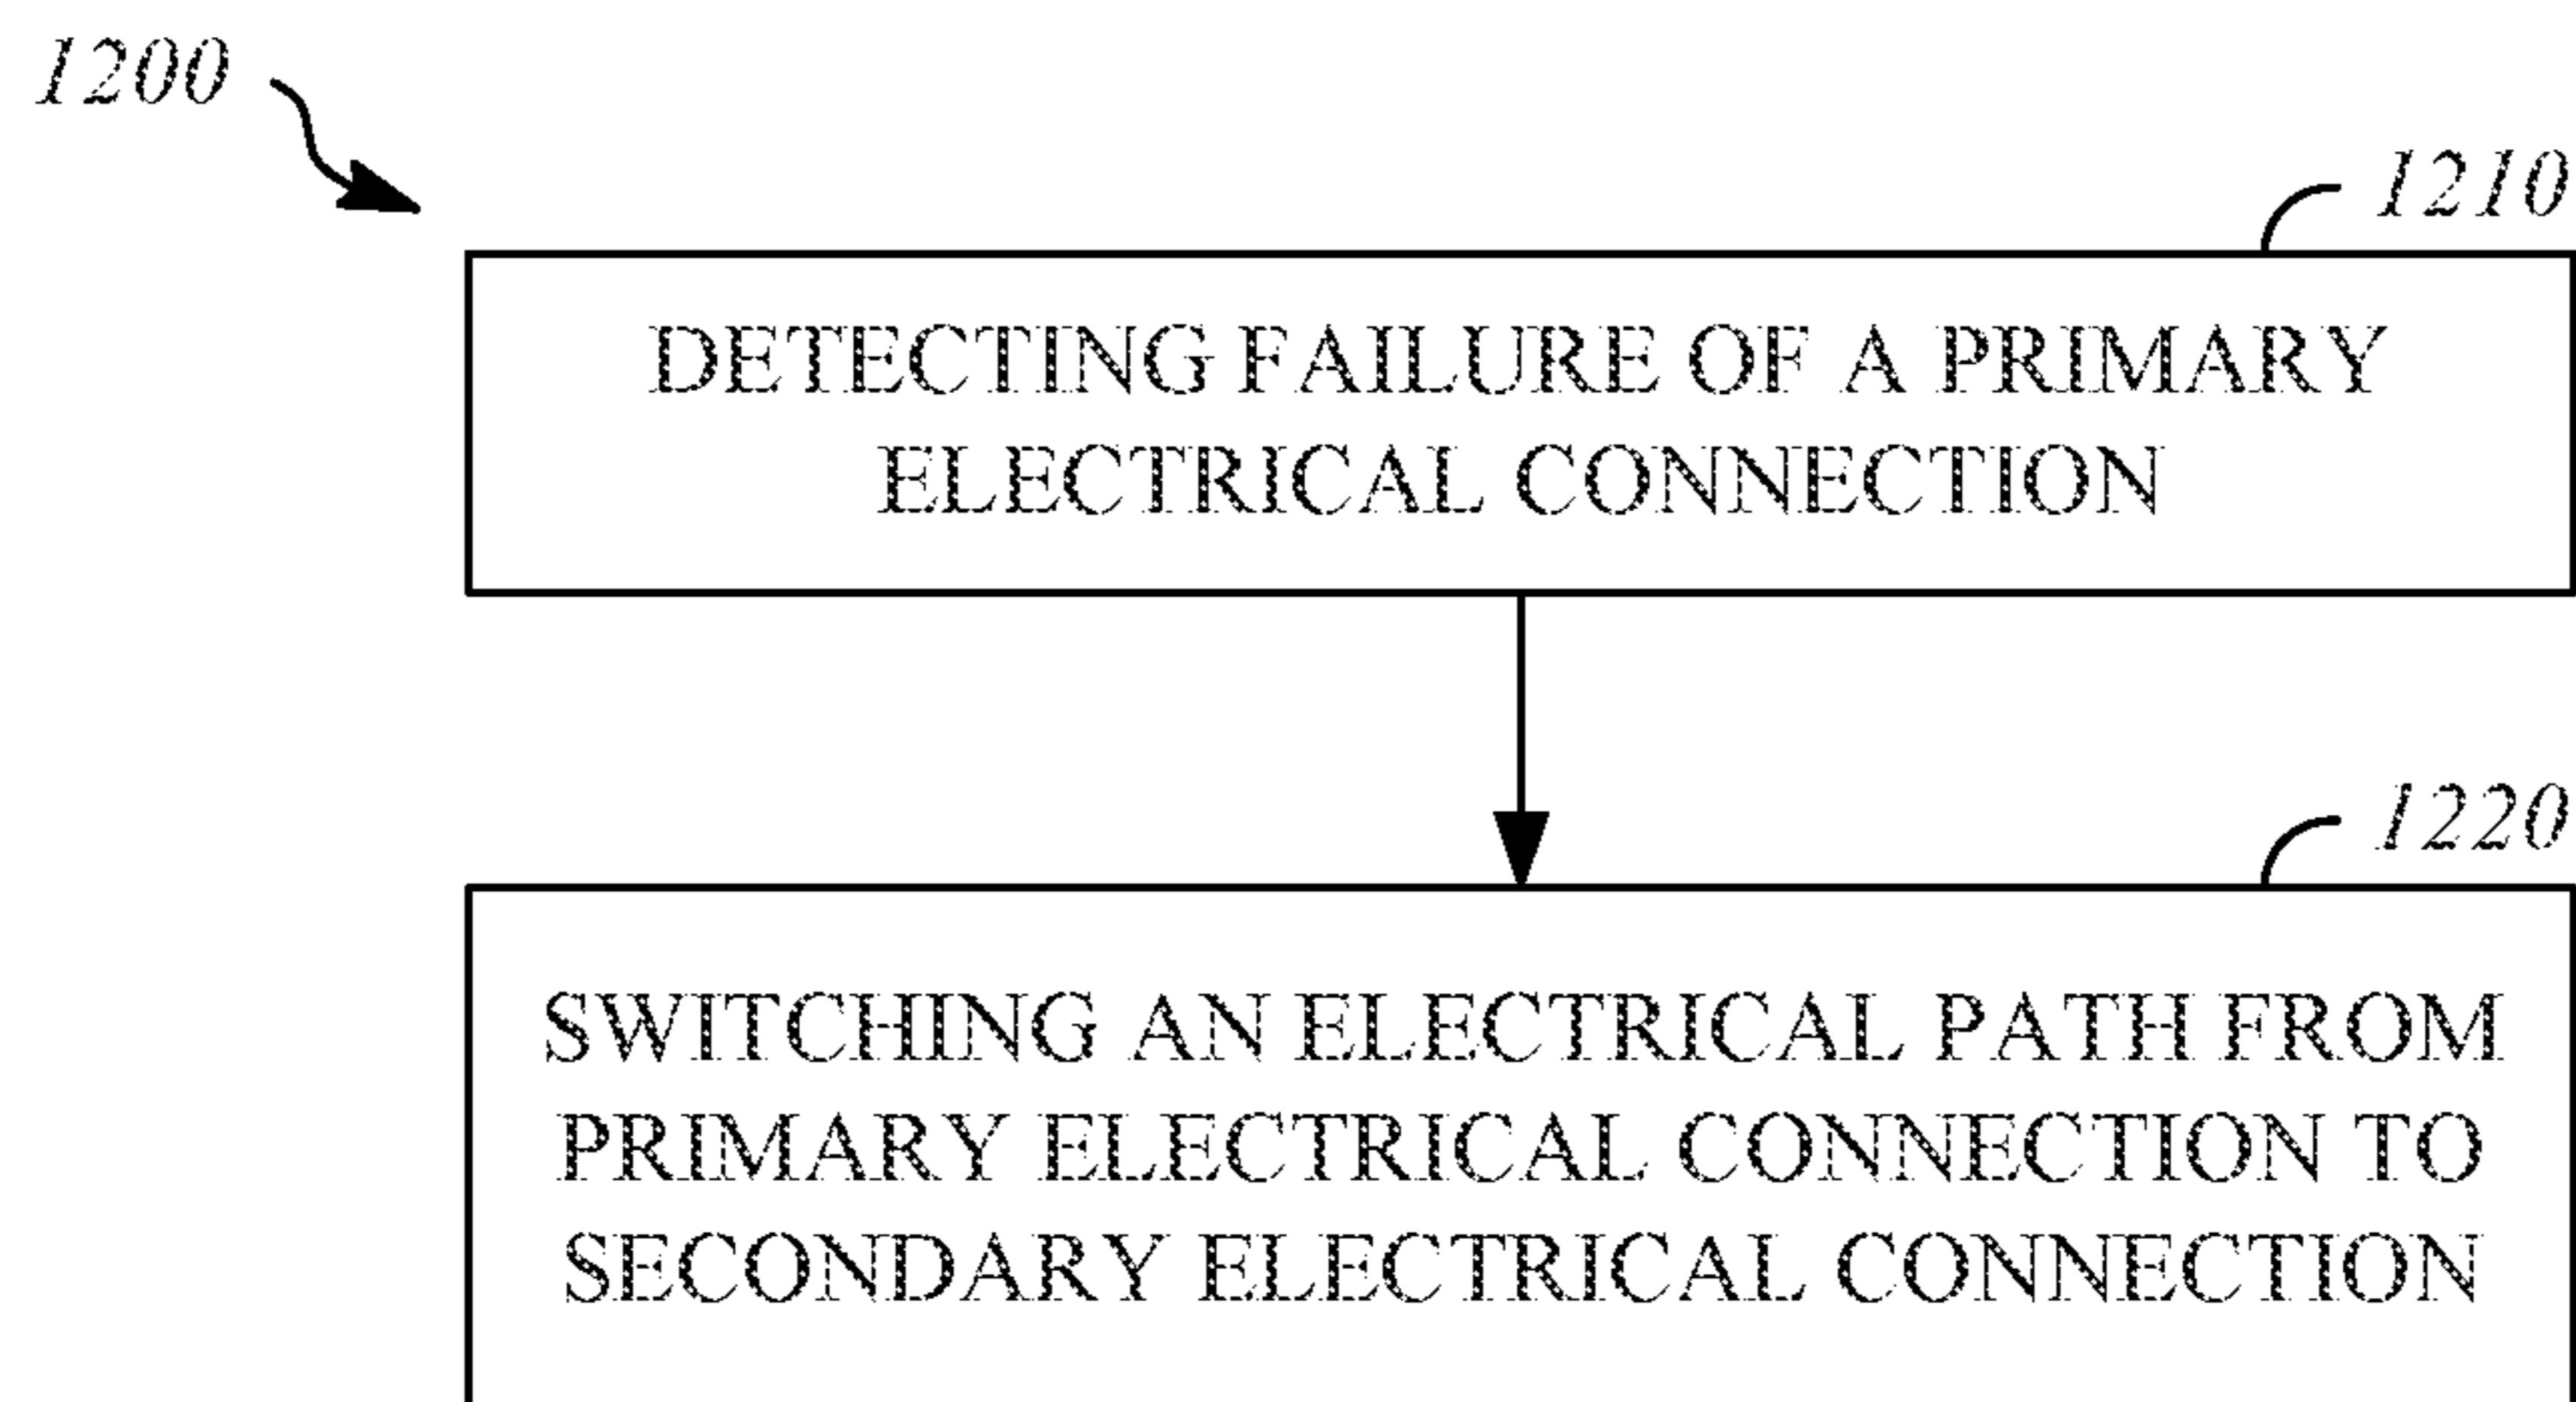 1200
1210
DETECTING FAILURE OF A PRIMARY
ELECTRICAL CONNECTION
1220
SWITCHING AN ELECTRICAL PATH FROM
PRIMARY ELECTRICAL CONNECTION TO
SECONDARY ELECTRICAL CONNECTION